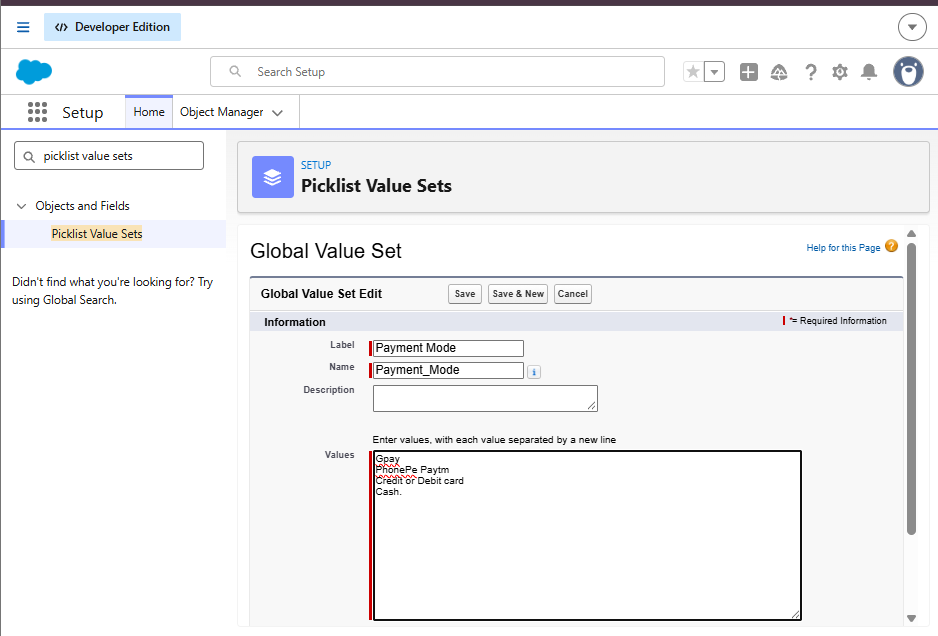 </> Developer Edition
Search Setup
Setup
Home
Object Manager
picklist value sets
Objects and Fields
Picklist Value Sets
Didn't find what you're looking for? Try
using Global Search.
SETUP
Picklist Value Sets
Global Value Set
Help for this Page ?
Global Value Set Edit
Save
Save & New
Cancel
Information
*= Required Information
Label
Payment Mode
Name
Payment_Mode
i
Description
Enter values, with each value separated by a new line
Values
Gpay
PhonePe Paytm
Credit or Debit card
Cash.